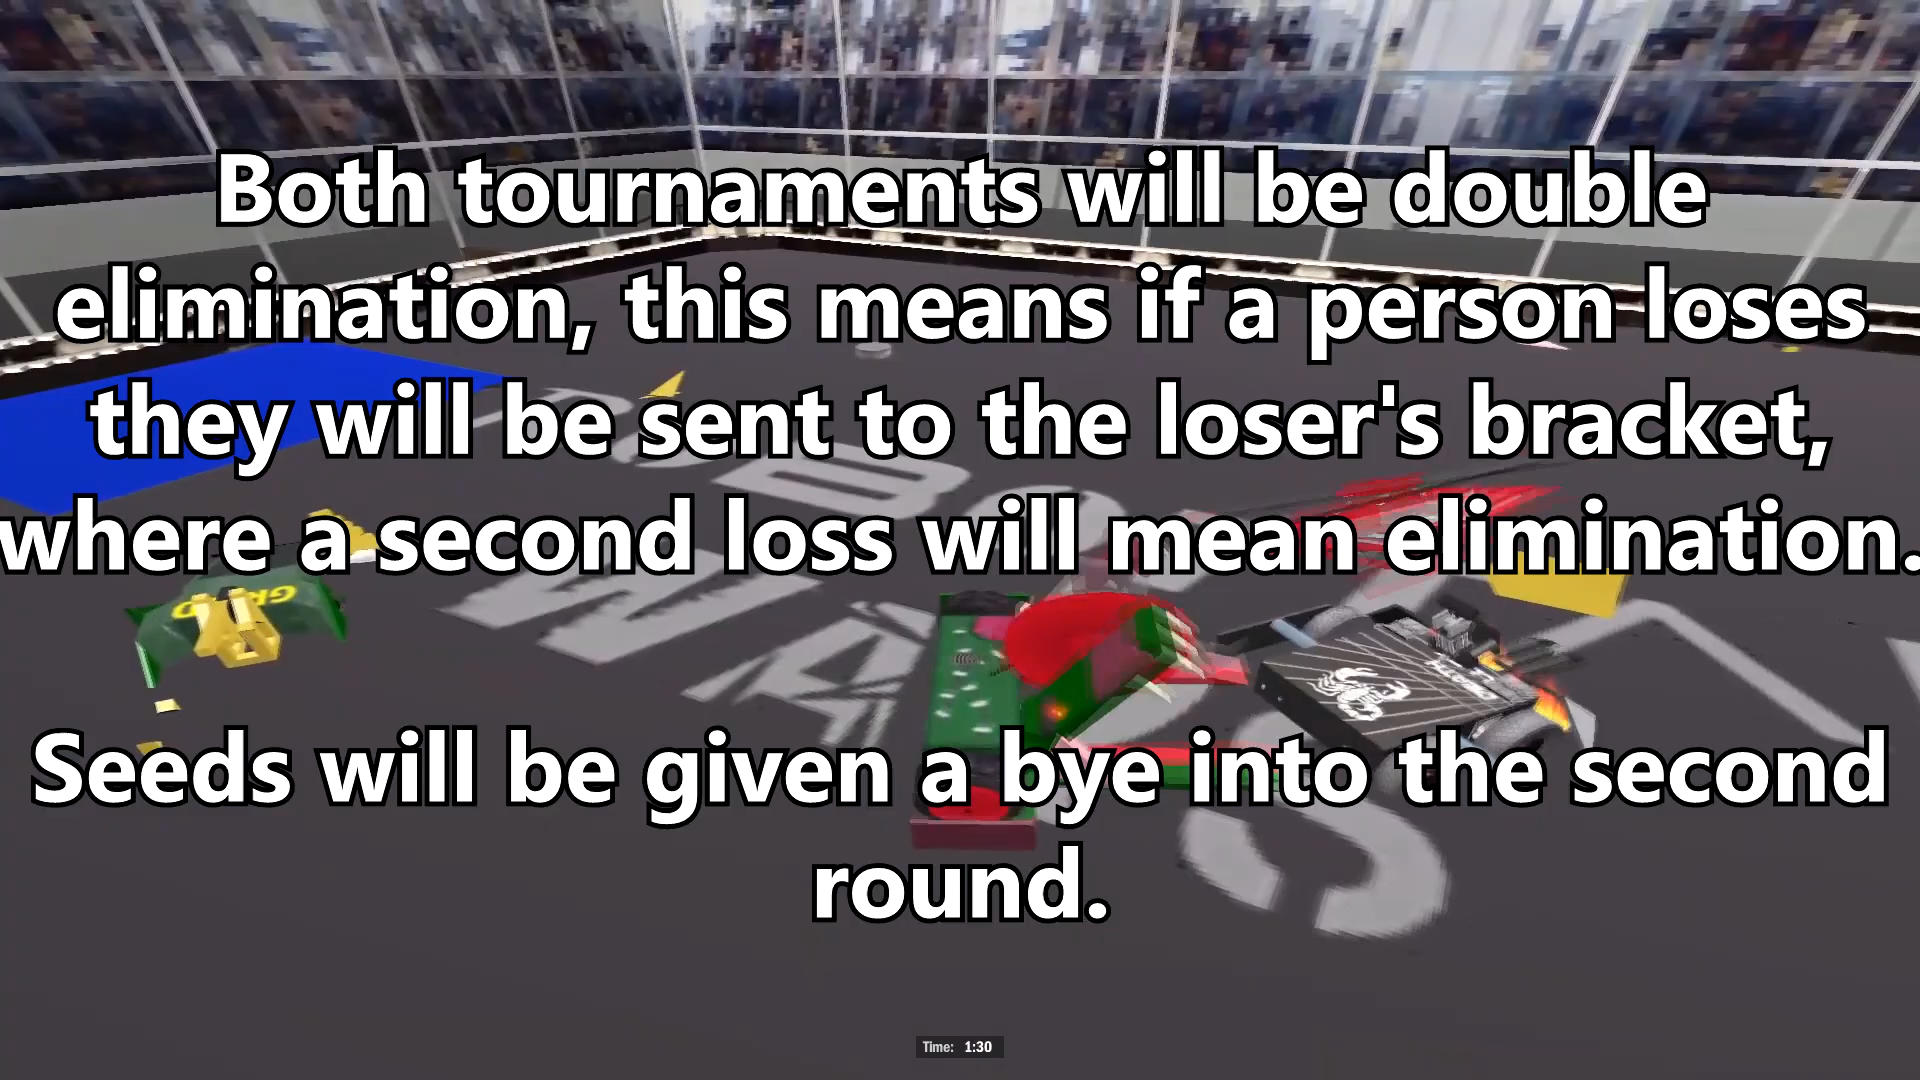 Both tournaments will be double
elimination, this means if a person loses
they will be sent to the loser's bracket,
where a second loss will mean elimination.
Seeds will be given a bye into the second
round.
Time: 1:30